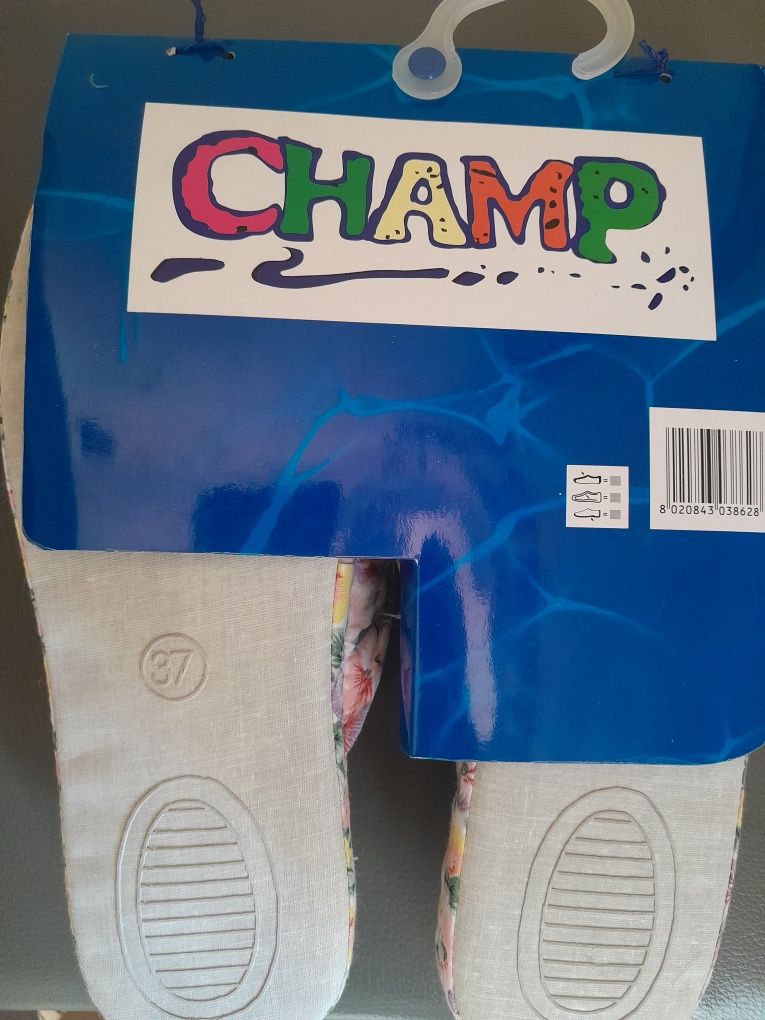 CHAMP
=
=
=
8 020843 038628
37